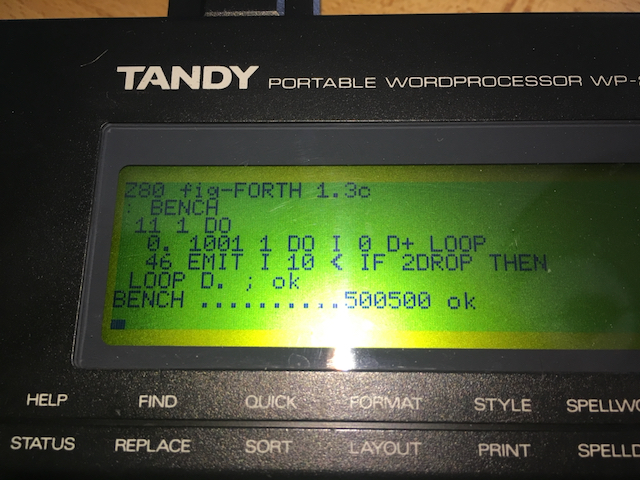 TANDY PORTABLE WORDPROCESSOR WP-
Z80 fig-FORTH 1.3c
: BENCH
11 1 DO
0. 1001 1 DO I 0 D+ LOOP
46 EMIT I 10 < IF 2DROP THEN
LOOP D. ; ok
BENCH ..........500500 ok
HELP FIND QUICK FORMAT STYLE SPELLWO
STATUS REPLACE SORT LAYOUT PRINT SPELLD